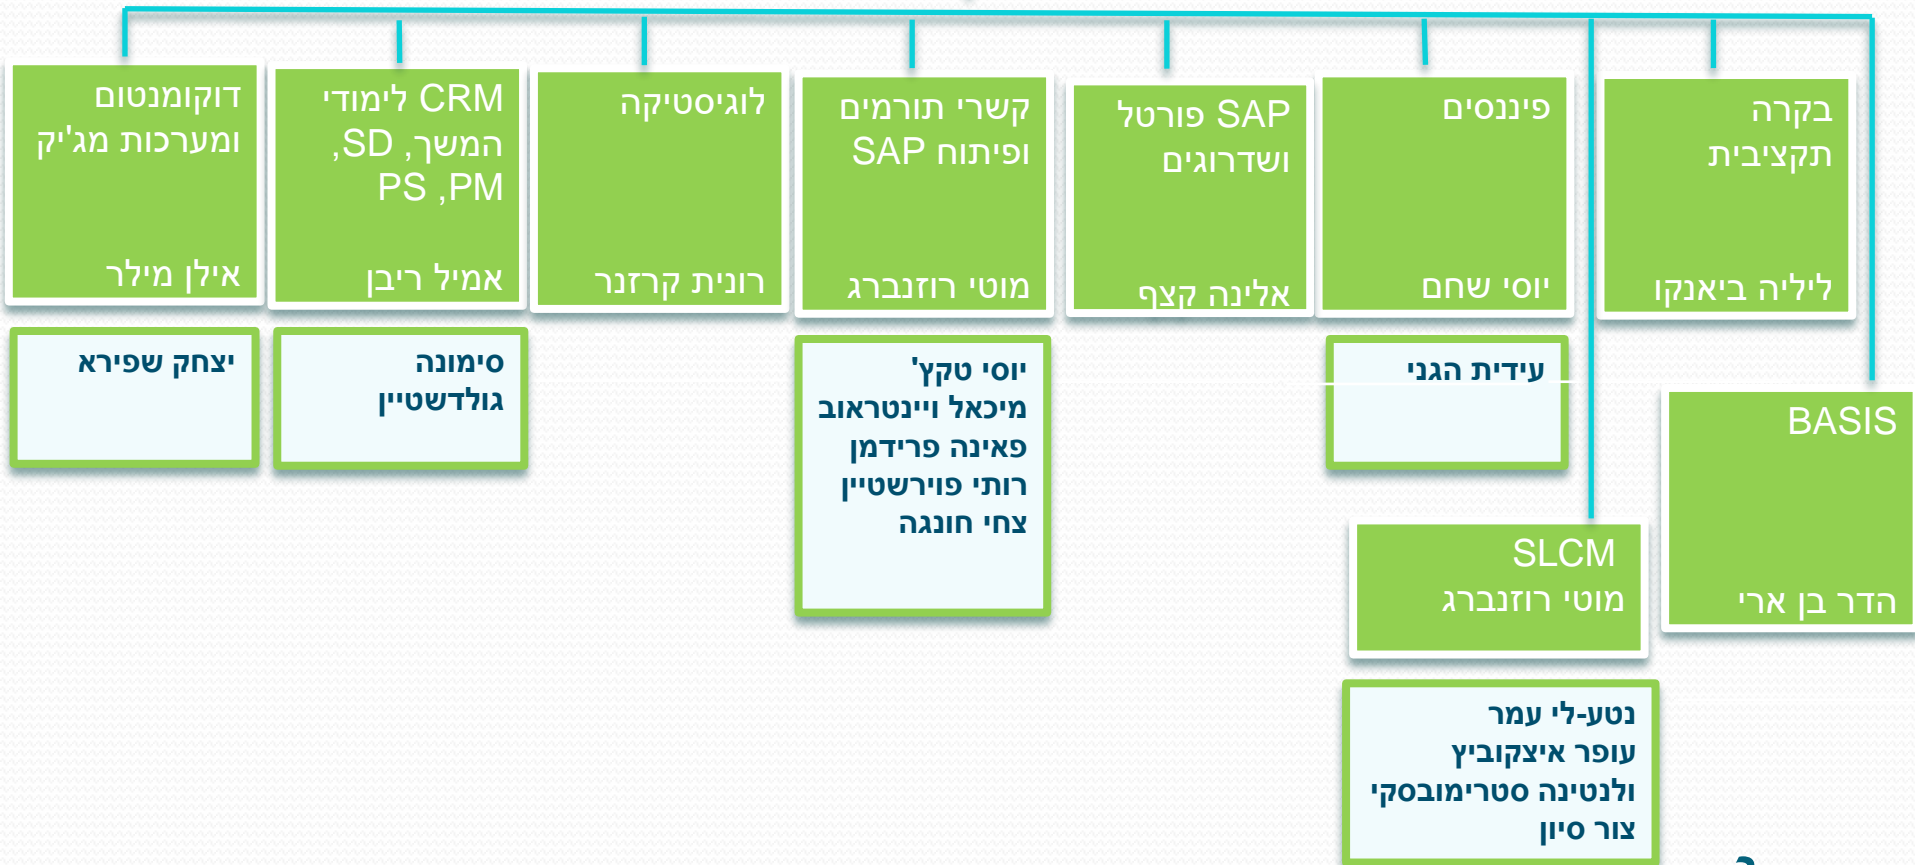 בקרה
תקציבית
ליליה ביאנקו
פיננסים
יוסי שחם
עידית הגני
SAP פורטל
ושדרוגים
אלינה קצף
קשרי תורמים
ופיתוח SAP
מוטי רוזנברג
יוסי טקץ'
מיכאל ויינטראוב
פאינה פרידמן
רותי פוירשטיין
צחי חונגה
לוגיסטיקה
רונית קרזנר
CRM לימודי
המשך, SD,
PM, PS
אמיל ריבן
סימונה
גולדשטיין
דוקומנטום
ומערכות מג'יק
אילן מילר
יצחק שפירא
BASIS
הדר בן ארי
SLCM
מוטי רוזנברג
נטע-לי עמר
עופר איצקוביץ
ולנטינה סטרימובסקי
צור סיון